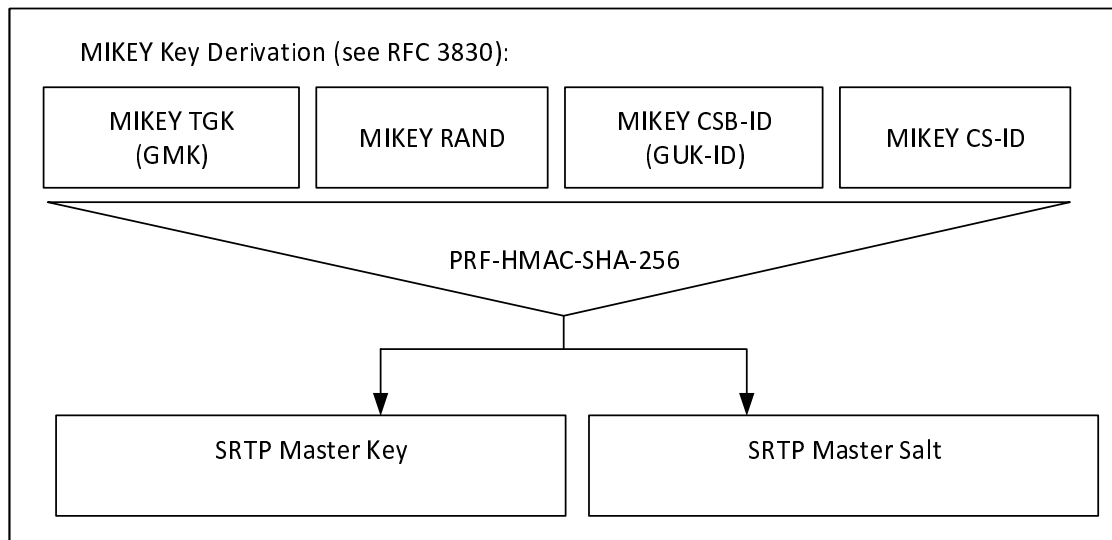 MIKEY Key Derivation (see RFC 3830):
MIKEY TGK
(GMK)
MIKEY RAND
MIKEY CSB-ID
(GUK-ID)
MIKEY CS-ID
PRF-HMAC-SHA-256
SRTP Master Key
SRTP Master Salt